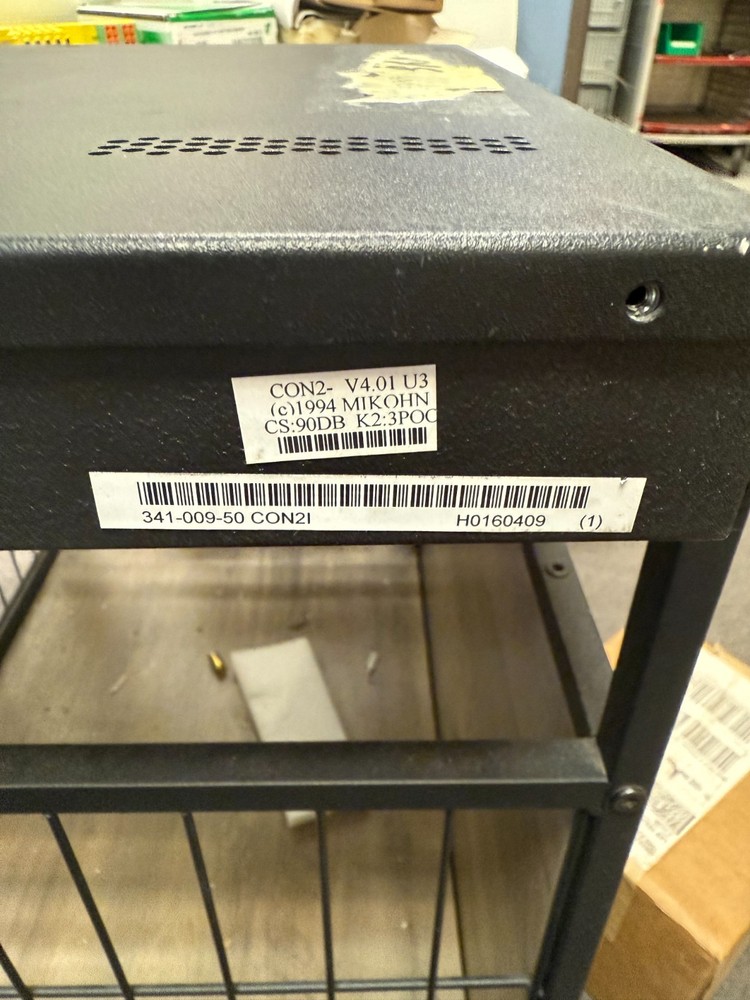 CON2- V4.01 U3
(c)1994 MIKOHN
CS:90DB K2:3POC
341-009-50 CON2I H0160409 (1)